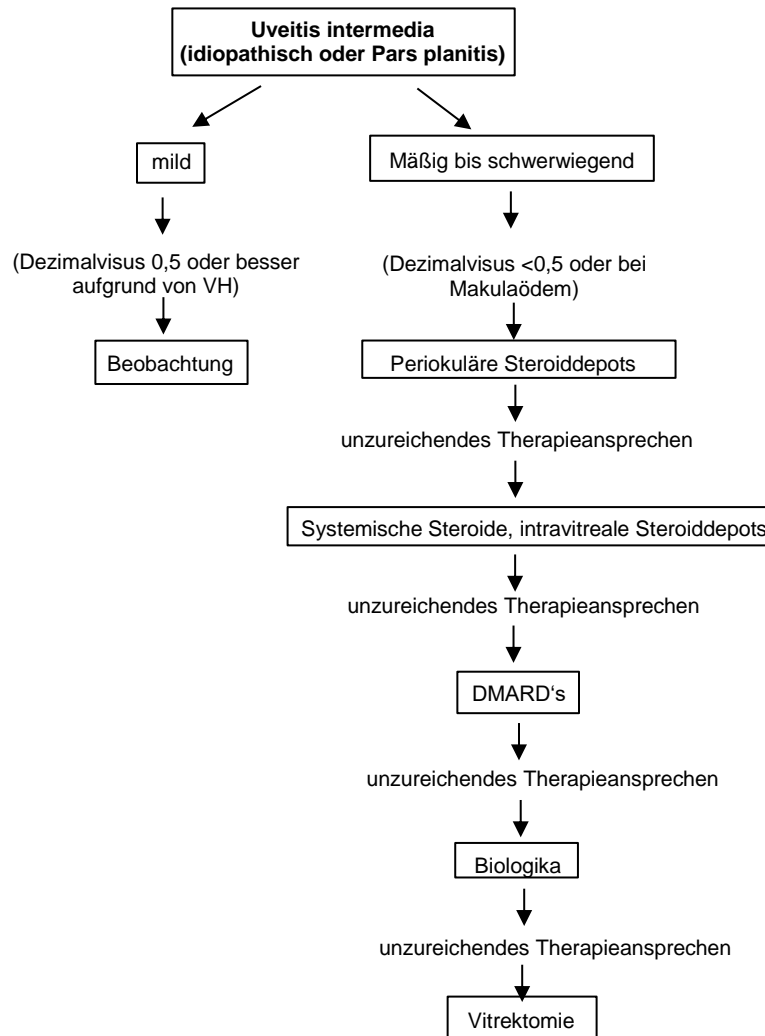 Uveitis intermedia
(idiopathisch oder Pars planitis)
mild
Mäßig bis schwerwiegend
(Dezimalvisus 0,5 oder besser
aufgrund von VH)
(Dezimalvisus <0,5 oder bei
Makulaödem)
Beobachtung
Periokuläre Steroiddepots
unzureichendes Therapieansprechen
Systemische Steroide, intravitreale Steroiddepots
unzureichendes Therapieansprechen
DMARD‘s
unzureichendes Therapieansprechen
Biologika
unzureichendes Therapieansprechen
Vitrektomie